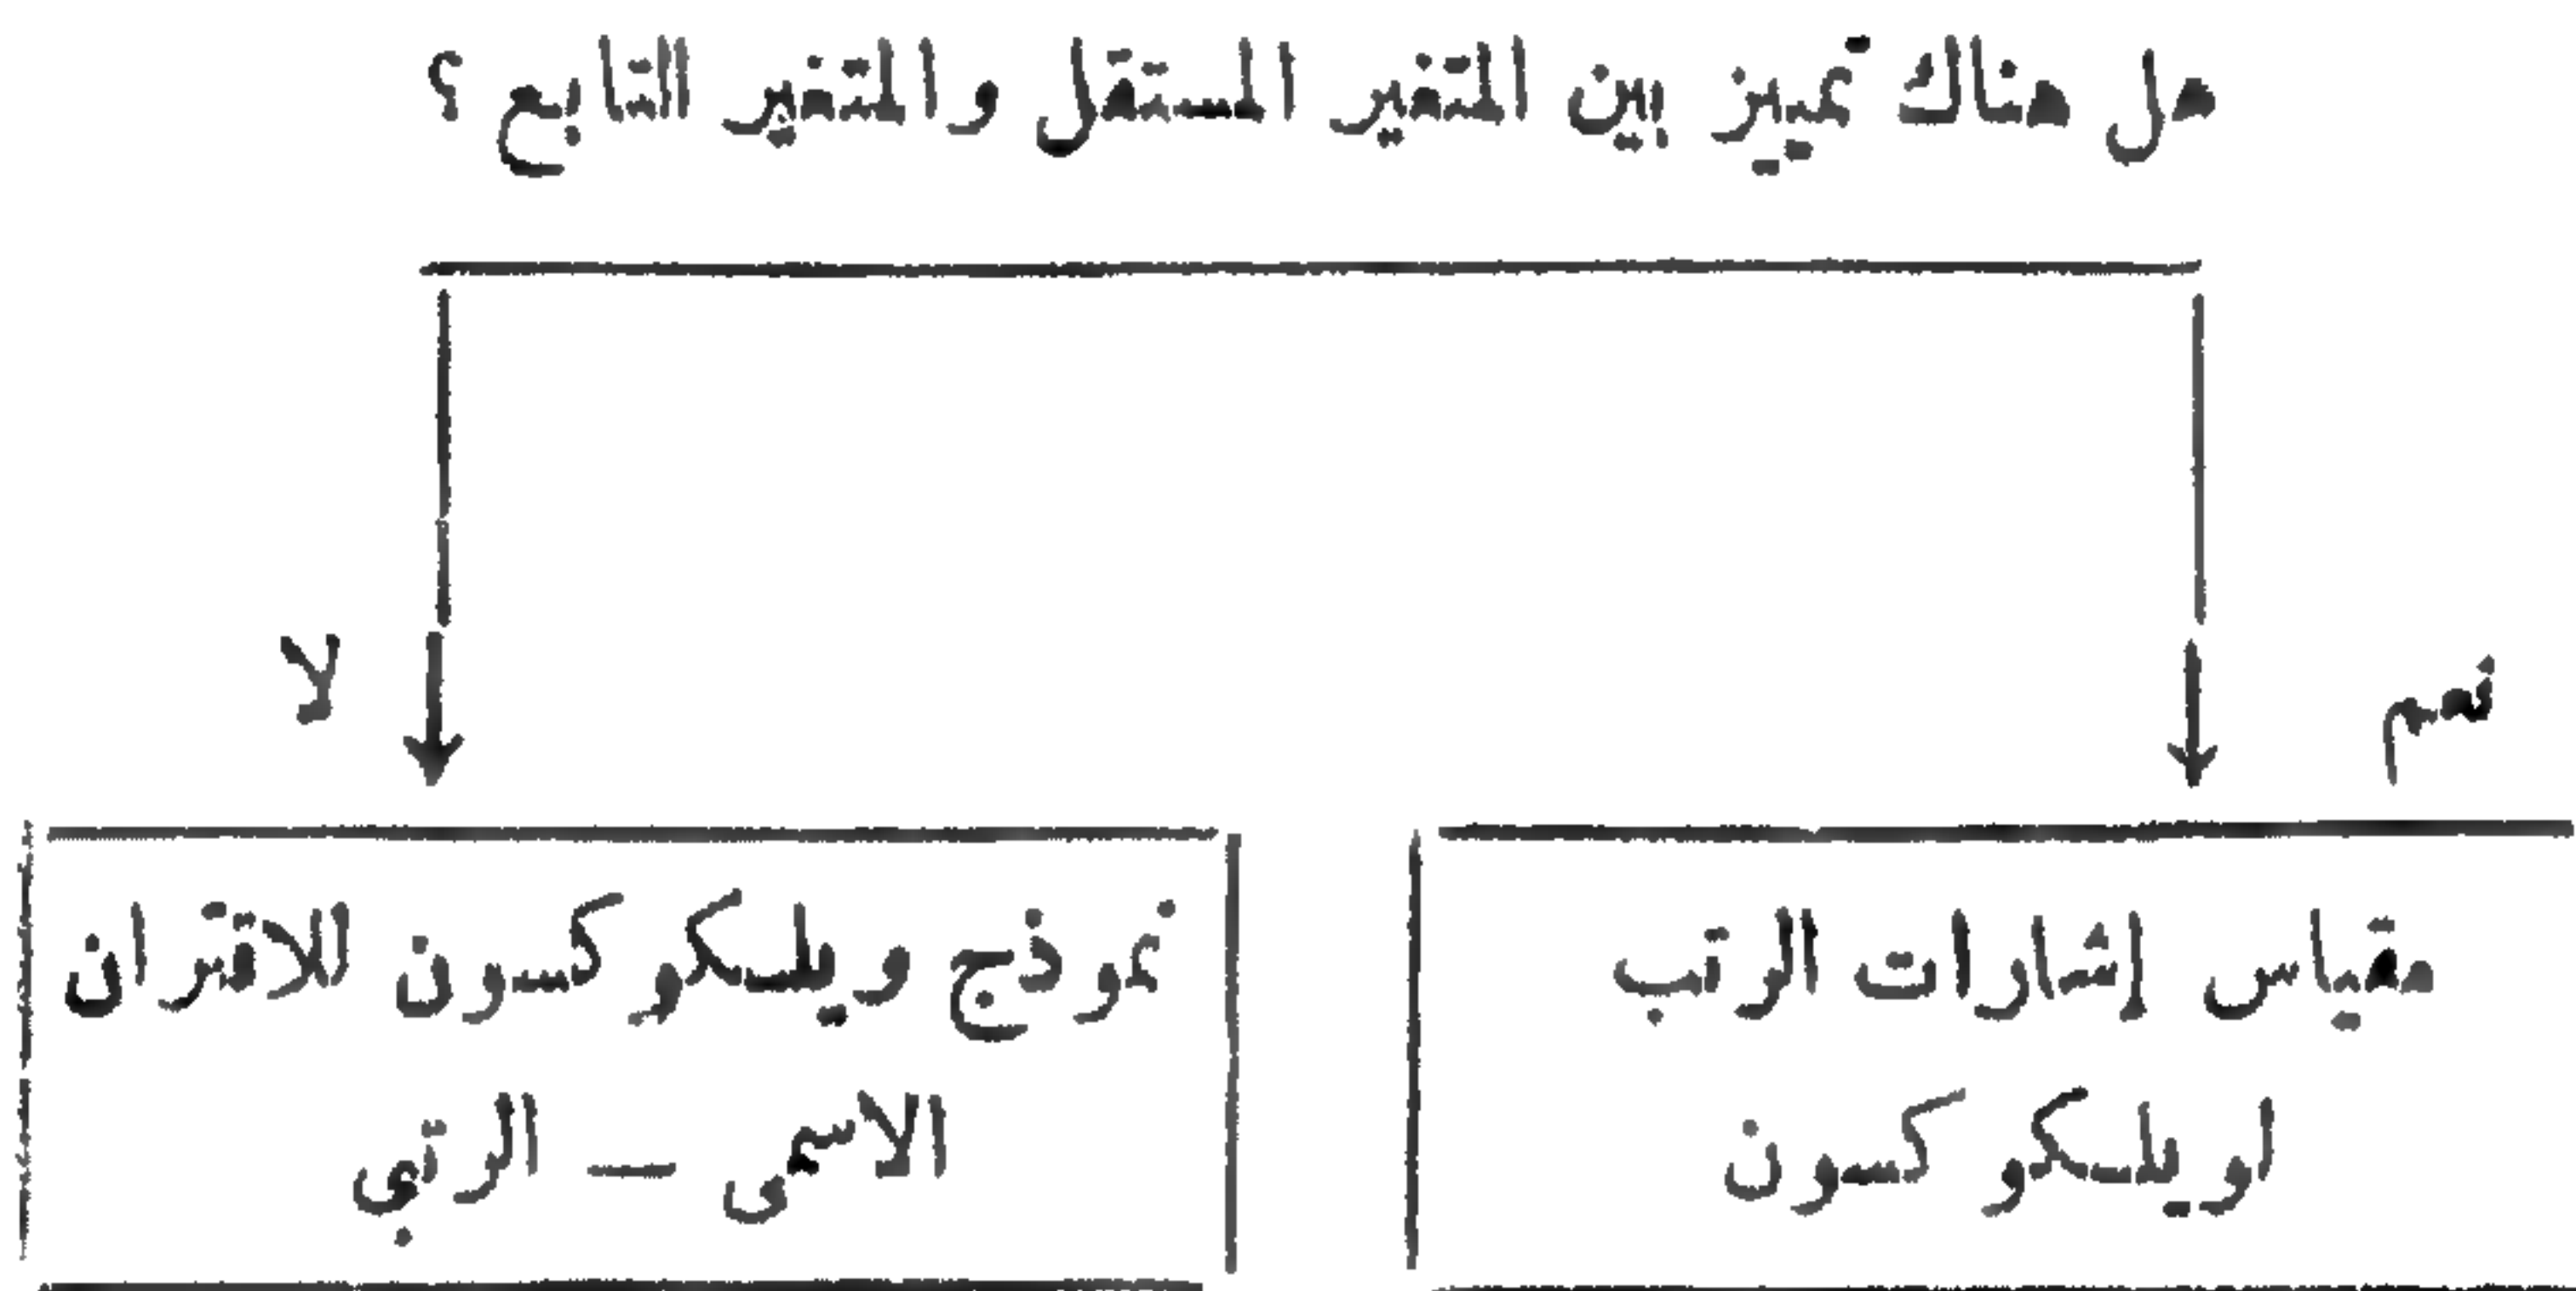 هل هناك تمييز بين المتغير المستقل والمتغير التابع ؟
نعم
لا
مقياس إشارات الرتب
لويلكوكسون
نموذج ويلكوكسون للاقتران
الاسمى – الرتبي